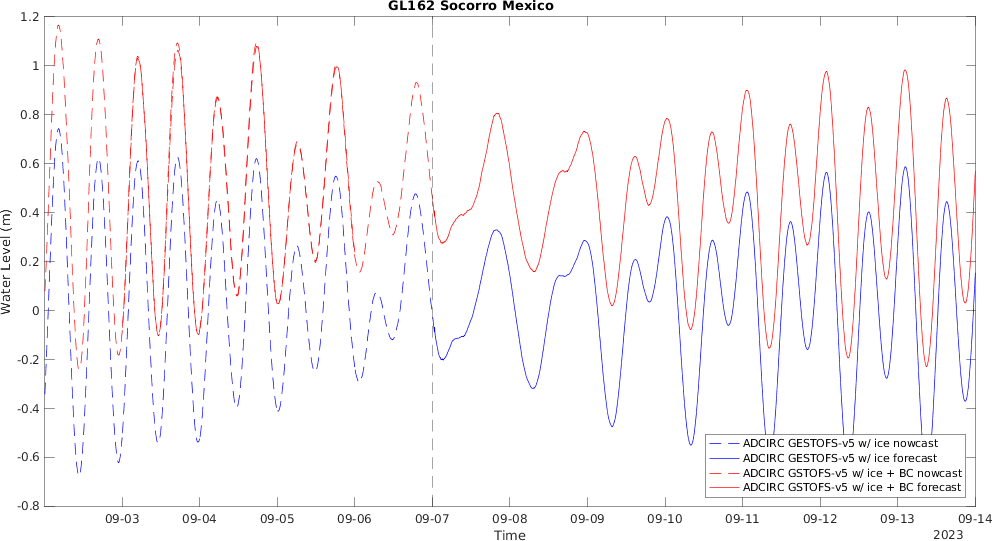 GL162 Socorro Mexico
1.2
1
0.8
0.6
0.4
0.2
0
-0.2
-0.4
-0.6
-0.8
Water Level (m)
ADCIRC GESTOFS-v5 w/ ice nowcast
ADCIRC GESTOFS-v5 w/ ice forecast
ADCIRC GSTOFS-v5 w/ ice + BC nowcast
ADCIRC GSTOFS-v5 w/ ice + BC forecast
09-03 09-04 09-05 09-06 09-07 09-08 09-09 09-10 09-11 09-12 09-13 09-14
Time
2023